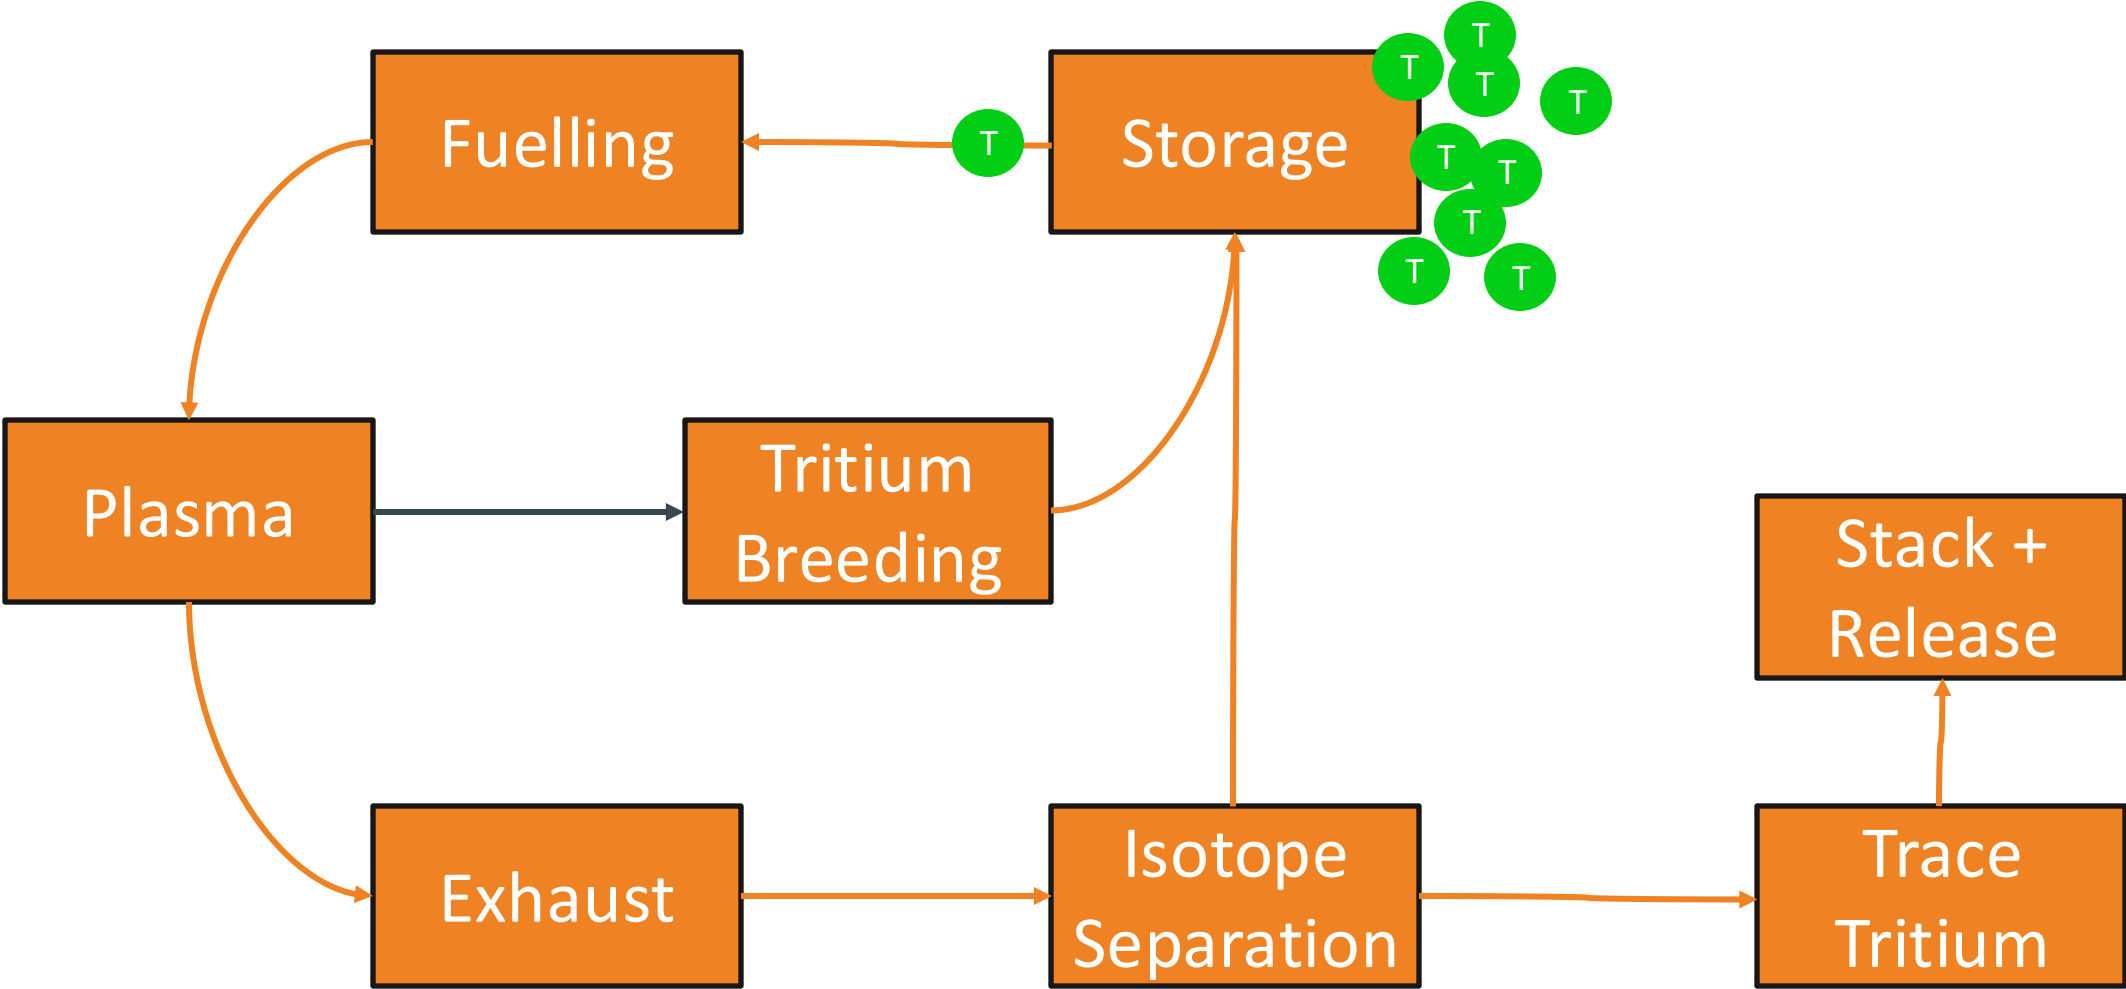 T
T
T
T
Fuelling
T
Storage
T
T
T
T
T
Tritium
Breeding
Plasma
Stack +
Release
Exhaust
Isotope
Separation
Trace
Tritium